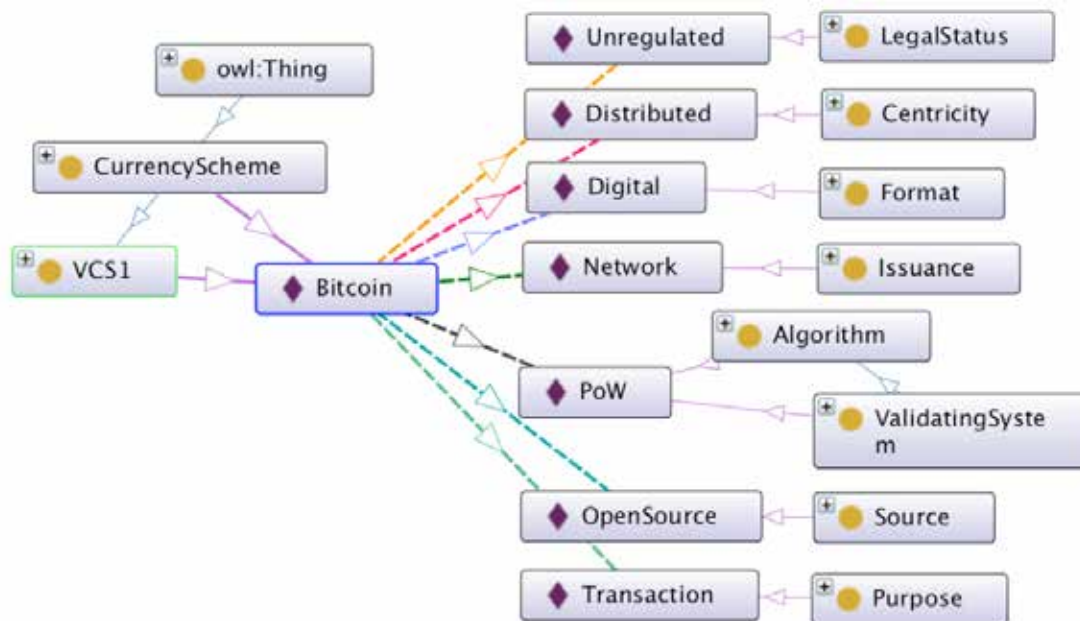 Unregulated
LegalStatus
owl:Thing
Distributed
Centricity
CurrencyScheme
Digital
Format
VCS1
Bitcoin
Network
Issuance
Algorithm
PoW
ValidatingSyste
m
OpenSource
Source
Transaction
Purpose